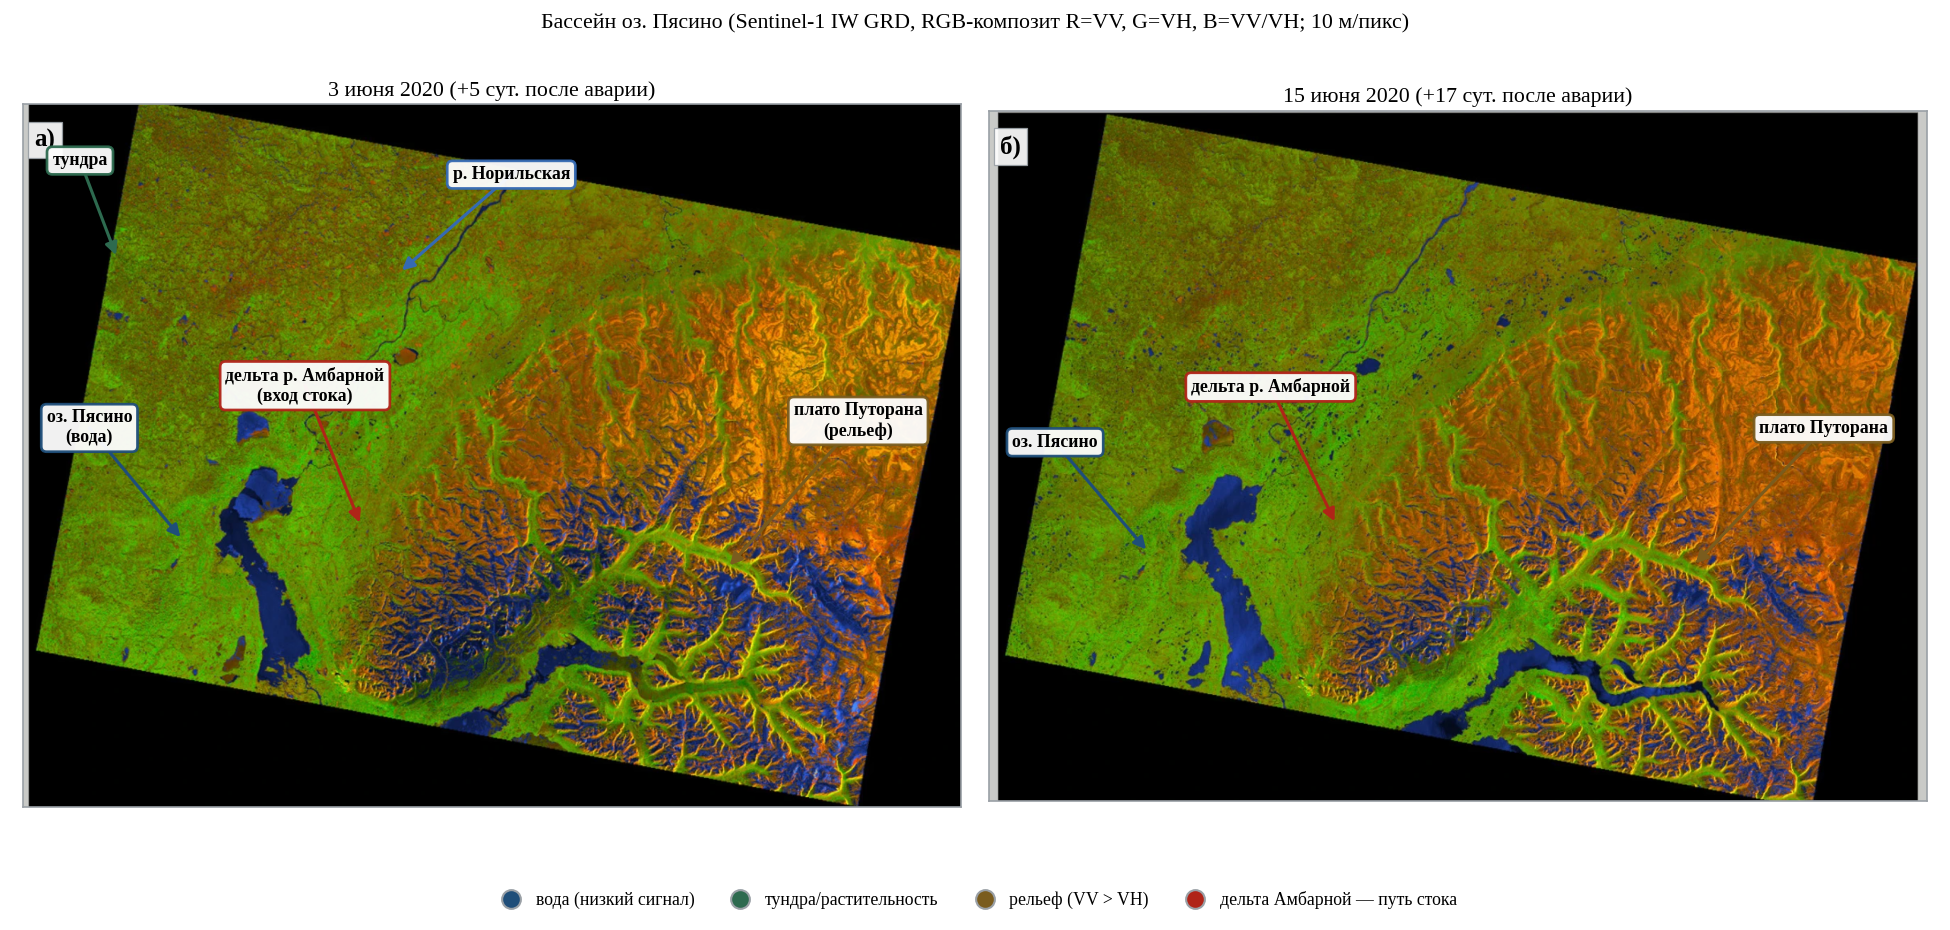 Бассейн оз. Пясино (Sentinel-1 IW GRD, RGB-композит R=VV, G=VH, B=VV/VH; 10 м/пикс)
3 июня 2020 (+5 сут. после аварии)
а)
тундра
р. Норильская
дельта р. Амбарной
(вход стока)
оз. Пясино
(вода)
плато Путорана
(рельеф)
15 июня 2020 (+17 сут. после аварии)
б)
дельта р. Амбарной
оз. Пясино
плато Путорана
вода (низкий сигнал)
тундра/растительность
рельеф (VV > VH)
дельта Амбарной — путь стока